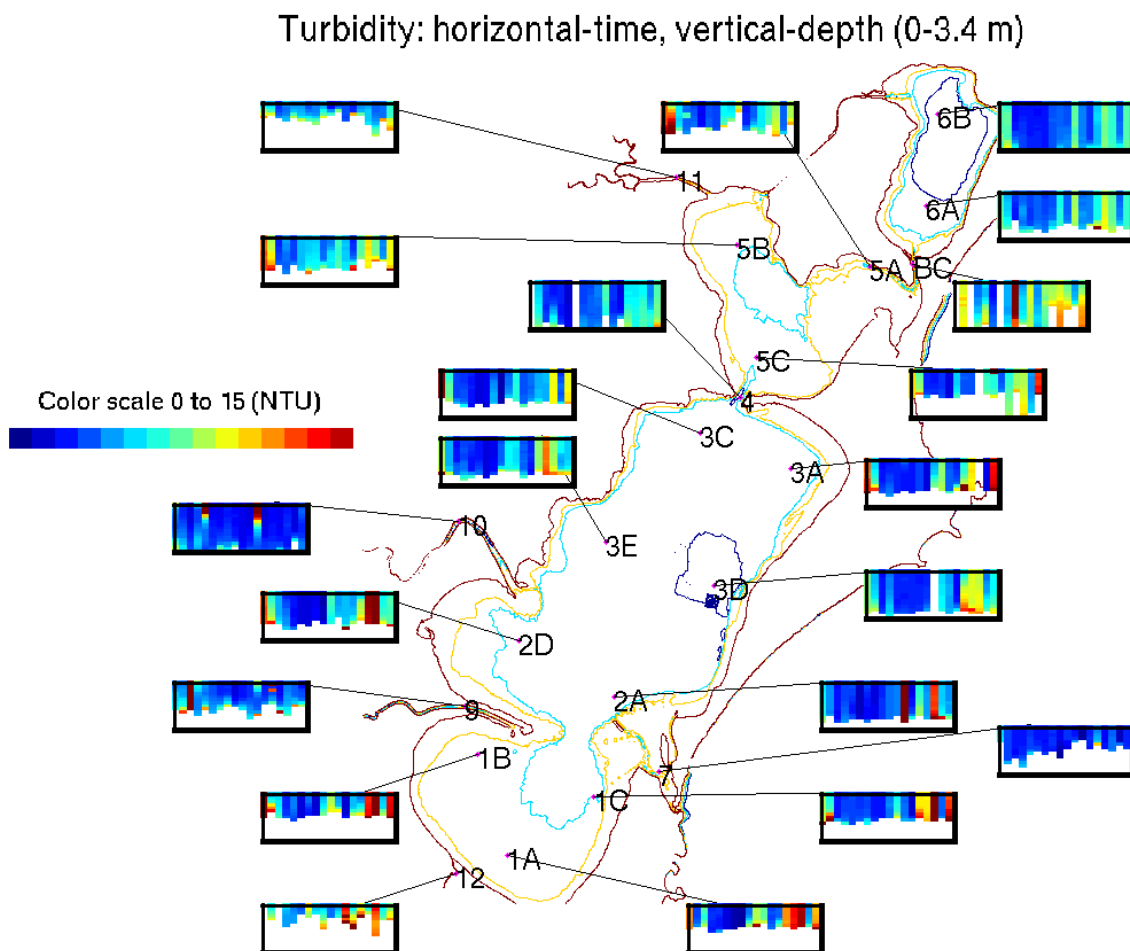 Turbidity: horizontal-time, vertical-depth (0-3.4 m)
6B
11
6A
5B
5A
BC
5C
Color scale 0 to 15 (NTU)
4
3C
3A
10
3E
3D
2D
2A
9
1B
7
1C
1A
12